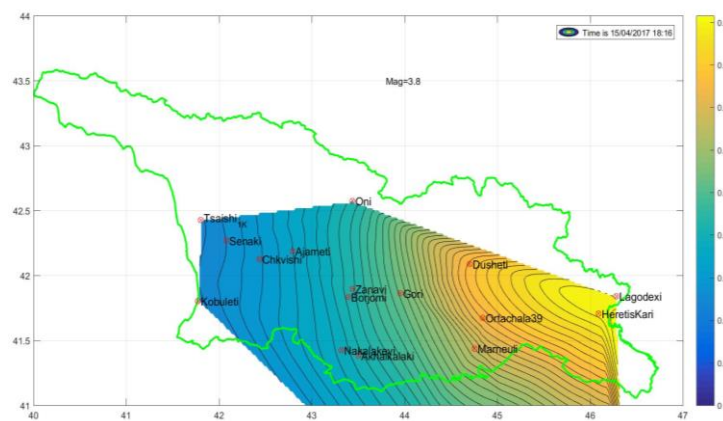 44
43.5
43
42.5
42
41.5
41
Time is 15/04/2017 18:16
Mag=3.8
Oni
Tsaishi
Senaki
Ajameti
Chkvishi
Dusheti
Zanavi
Borjomi
Gori
Lagodexi
Kobuleti
HeretisKari
Ortachala39
Nakalakevi
Akhalkalaki
Marneuli
40
41
42
43
44
45
46
47